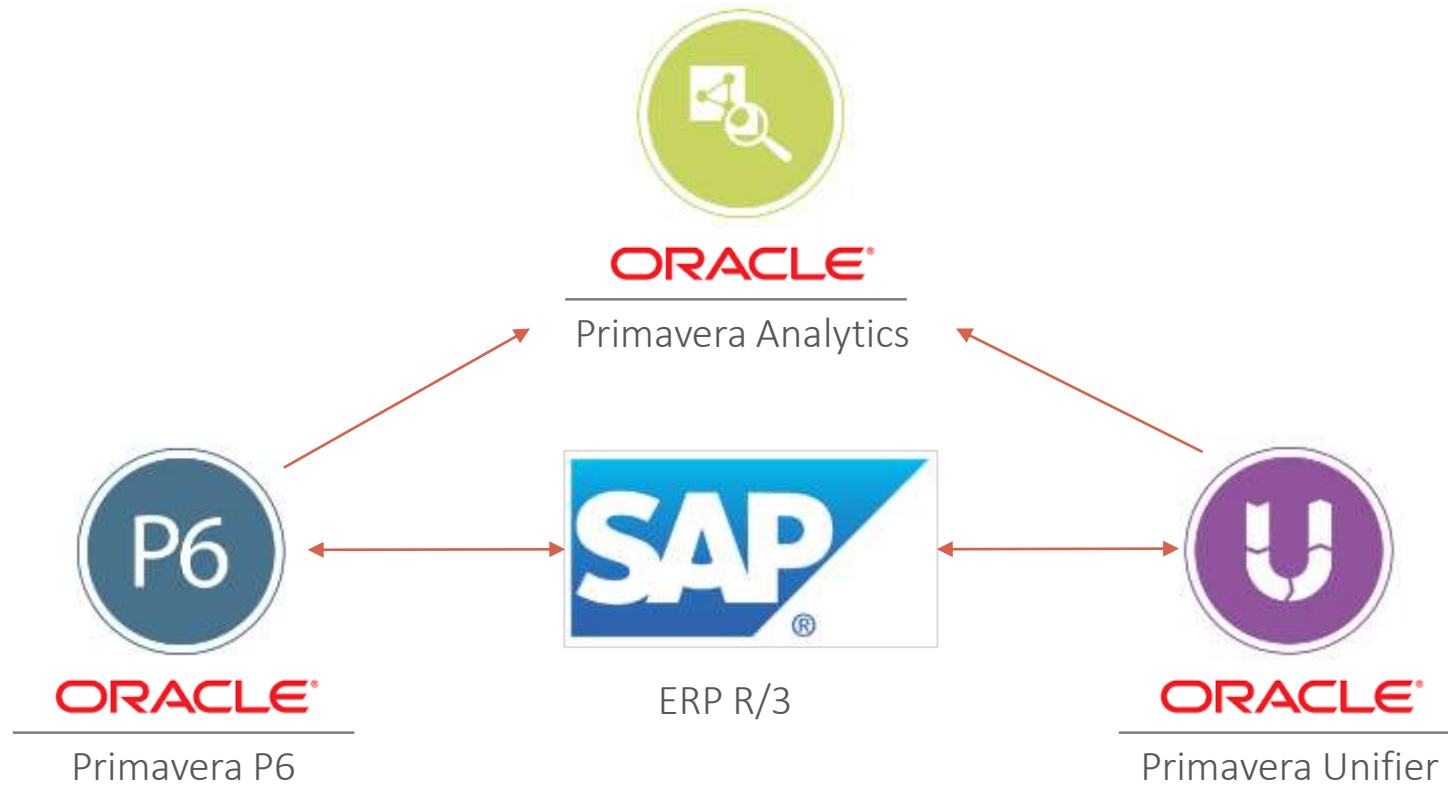 ORACLE®
Primavera Analytics
P6
SAP
®
ORACLE®
Primavera P6
ERP R/3
U
ORACLE®
Primavera Unifier